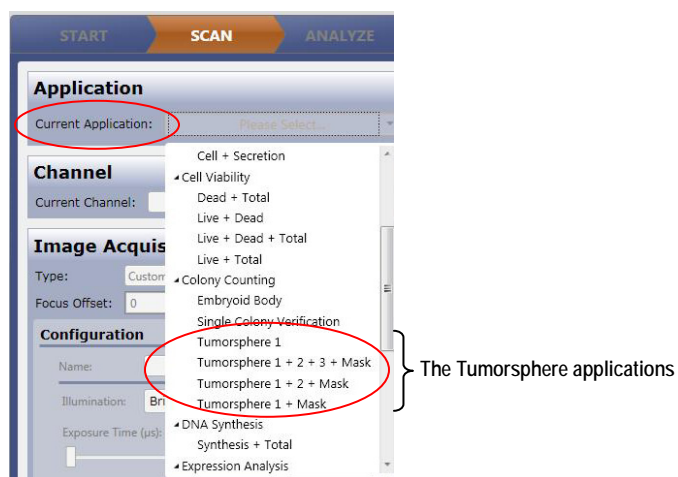 START SCAN ANALYZE
Application
Current Application: Please Select...
Cell + Secretion
Channel
Cell Viability
Current Channel:
Dead + Total
Live + Dead
Image Acquis
Live + Dead + Total
Live + Total
Type: Custom
Colony Counting
Focus Offset: 0
Embryoid Body
Single Colony Verification
Configuration
Tumorsphere 1
Name:
Tumorsphere 1 + 2 + 3 + Mask
The Tumorsphere applications
Tumorsphere 1 + 2 + Mask
Illumination: Bri
Tumorsphere 1 + Mask
DNA Synthesis
Exposure Time (µs):
Synthesis + Total
Expression Analysis